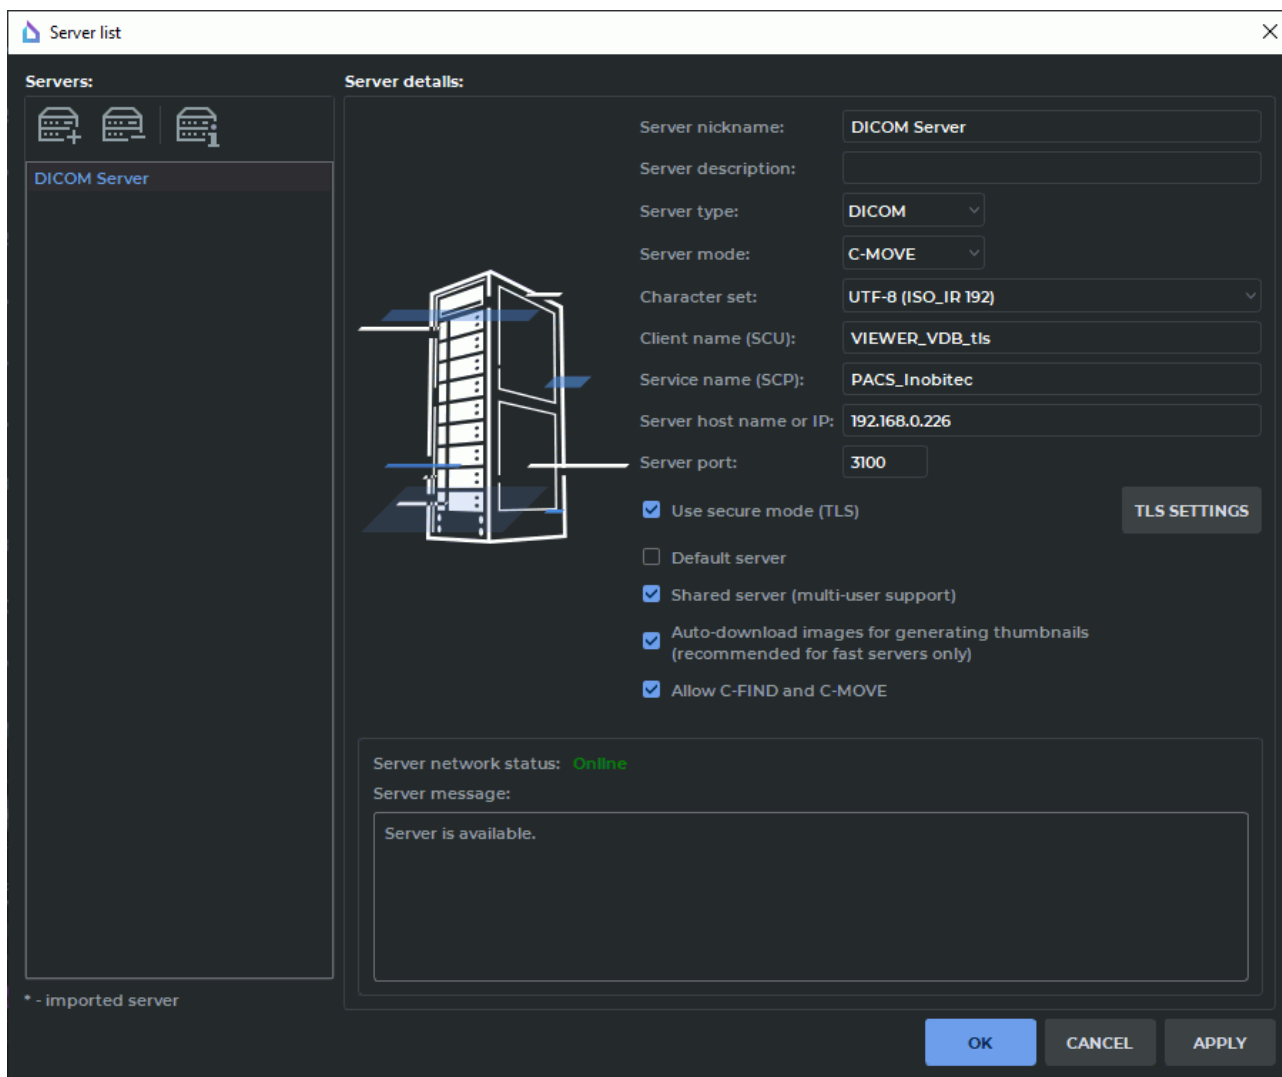 Server list
Servers:
Server details:
DICOM Server
Server nickname: DICOM Server
Server description:
Server type: DICOM
Server mode: C-MOVE
Character set: UTF-8 (ISO_IR 192)
Client name (SCU): VIEWER_VDB_tls
Service name (SCP): PACS_Inobitec
Server host name or IP: 192.168.0.226
Server port: 3100
Use secure mode (TLS) TLS SETTINGS
Default server
Shared server (multi-user support)
Auto-download images for generating thumbnails
(recommended for fast servers only)
Allow C-FIND and C-MOVE
Server network status: Online
Server message:
Server is available.
* - imported server
OK CANCEL APPLY